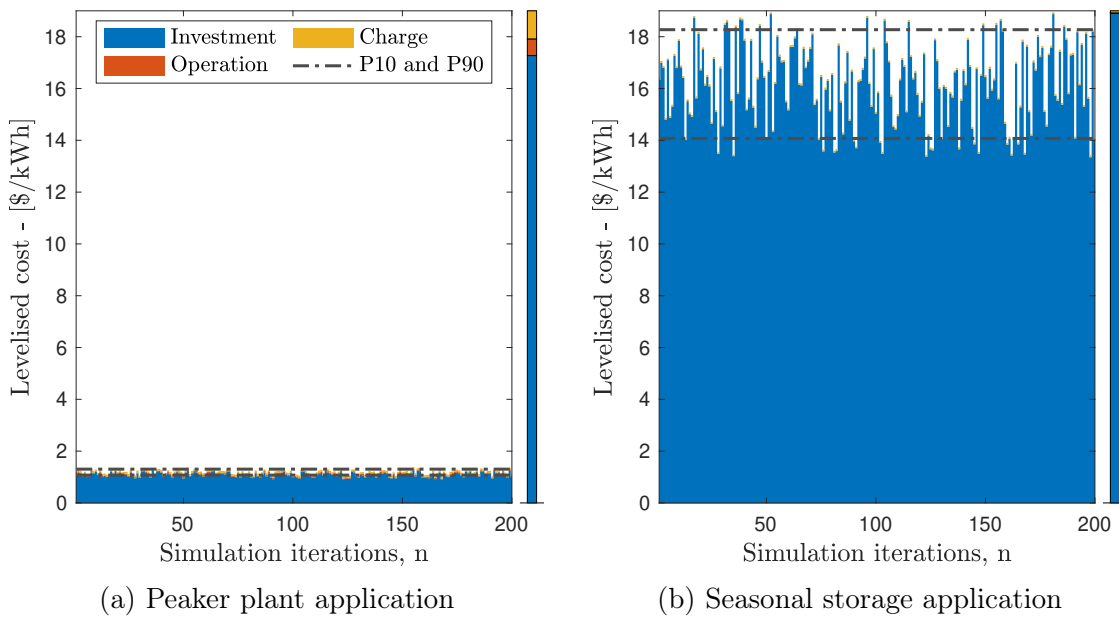 Investment
Charge
Operation
P10 and P90
18
16
14
12
10
8
6
4
2
0
Levelised cost - [$/kWh]
50
100
150
200
Simulation iterations, n
(a) Peaker plant application
18
16
14
12
10
8
6
4
2
0
Levelised cost - [$/kWh]
50
100
150
200
Simulation iterations, n
(b) Seasonal storage application